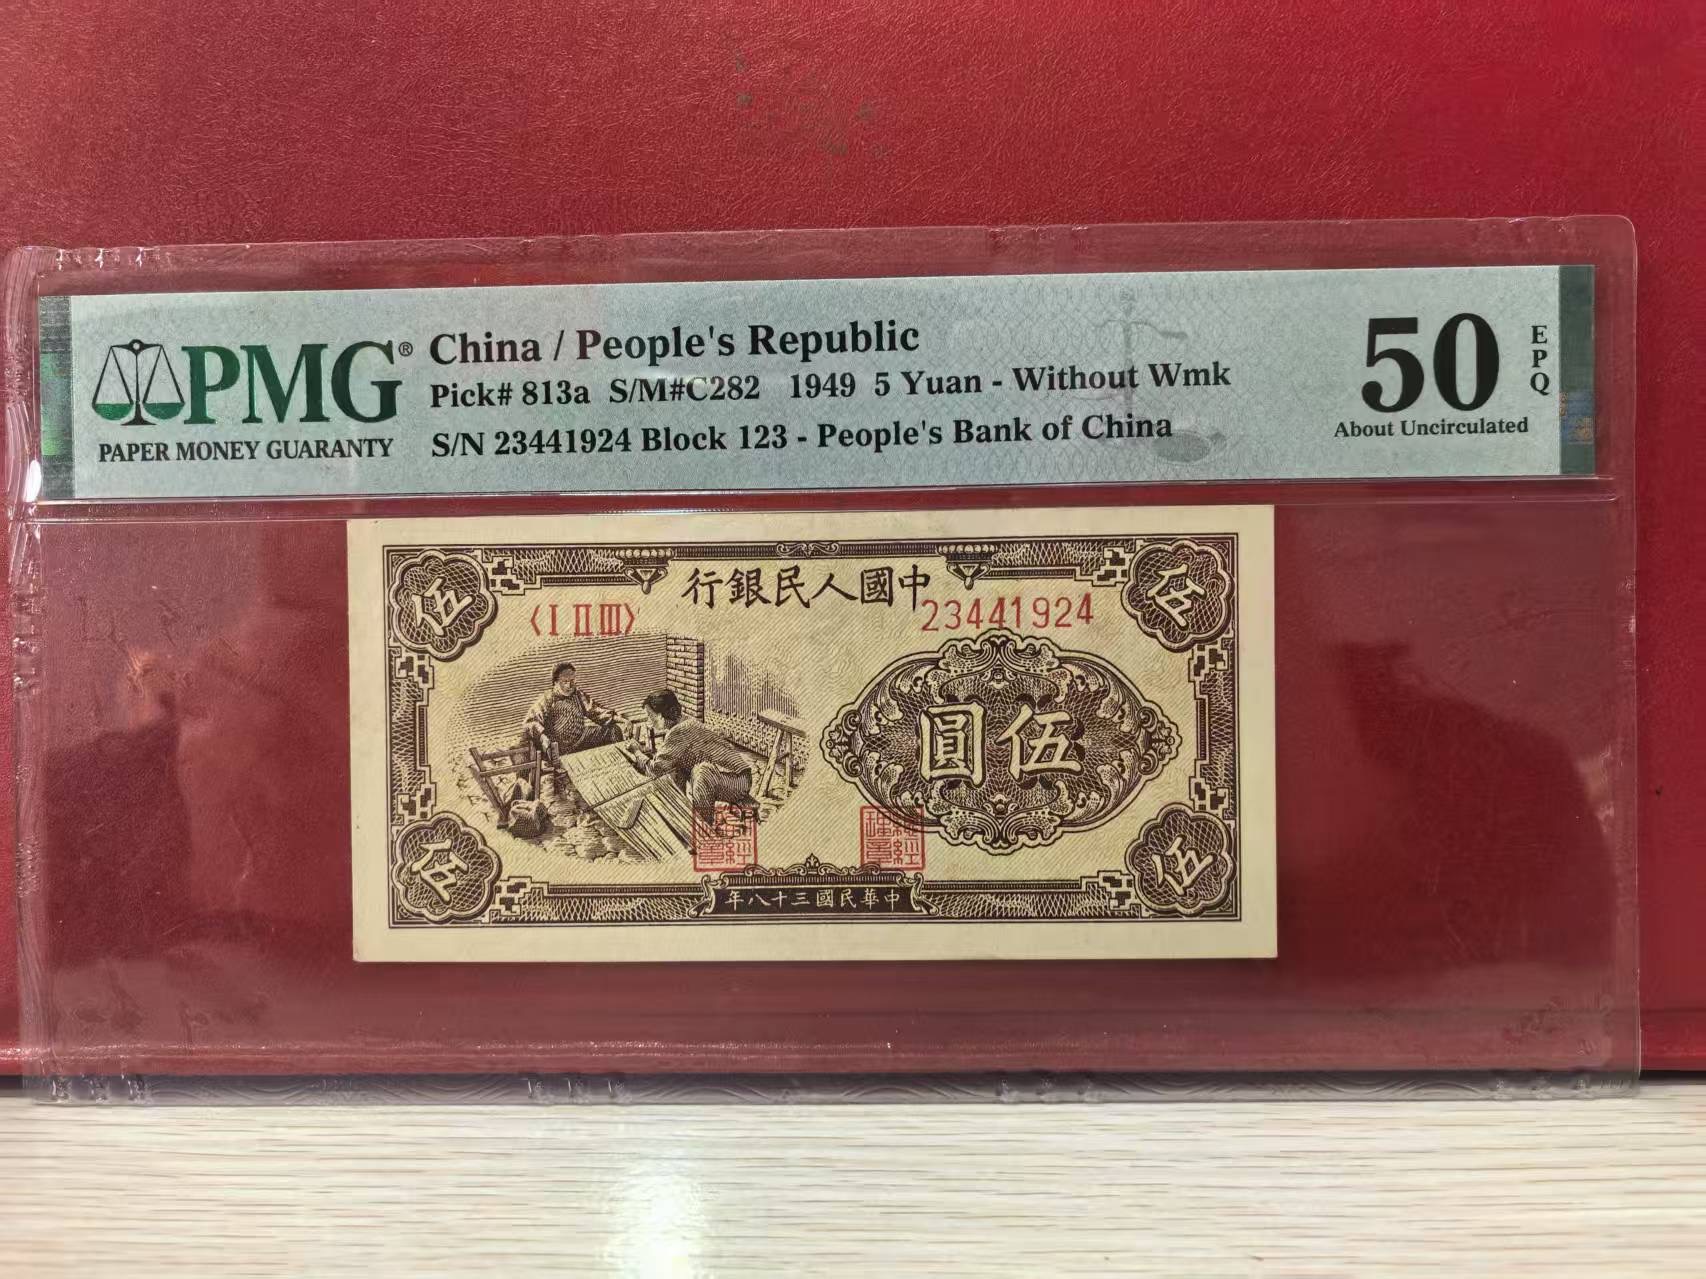 PMG®
PAPER MONEY GUARANTY
China / People's Republic
Pick# 813a S/M#C282 1949 5 Yuan - Without Wmk
S/N 23441924 Block 123 - People's Bank of China
50
EPQ
About Uncirculated
行銀民人國中
伍
伍
〈I II III〉
23441924
圓伍
伍
伍
年八十三國民華中